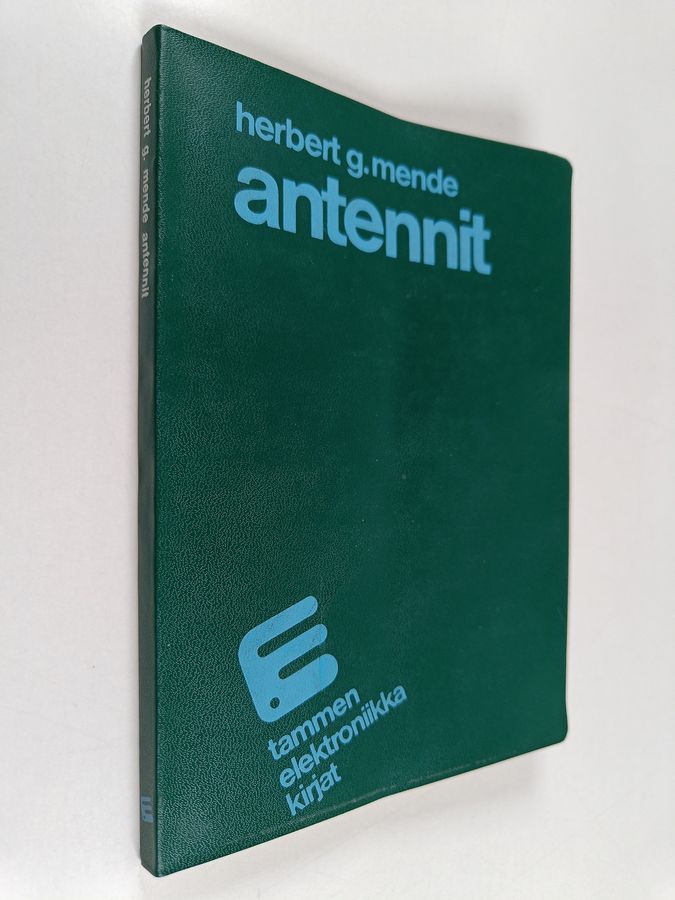 herbert g. mende antennit
herbert g.mende
antennit
tammen
elektroniikka
kirjat